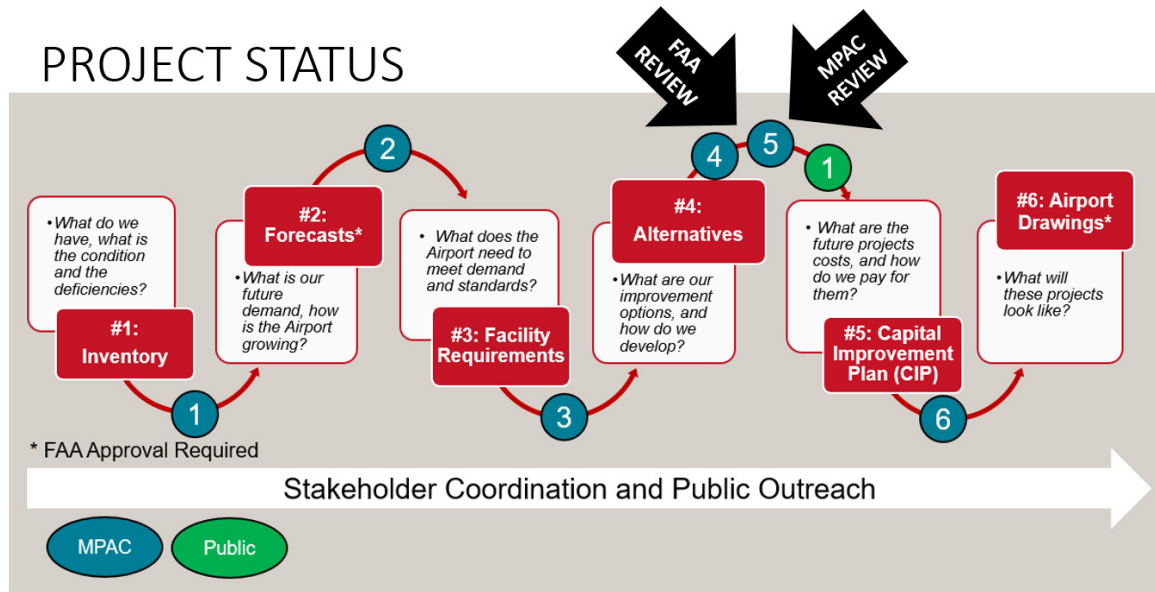 PROJECT STATUS
FAA
REVIEW
MPAC
REVIEW
2
4
5
1
•What do we
have, what is
the condition
and the
deficiencies?
#1:
Inventory
1
#2:
Forecasts*
•What is our
future
demand, how
is the Airport
growing?
• What does the
Airport need to
meet demand
and standards?
#3: Facility
Requirements
3
#4:
Alternatives
•What are our
improvement
options, and
how do we
develop?
•What are the
future projects
costs, and how
do we pay for
them?
#5: Capital
Improvement
Plan (CIP)
6
#6: Airport
Drawings*
•What will
these projects
look like?
* FAA Approval Required
Stakeholder Coordination and Public Outreach
MPAC
Public